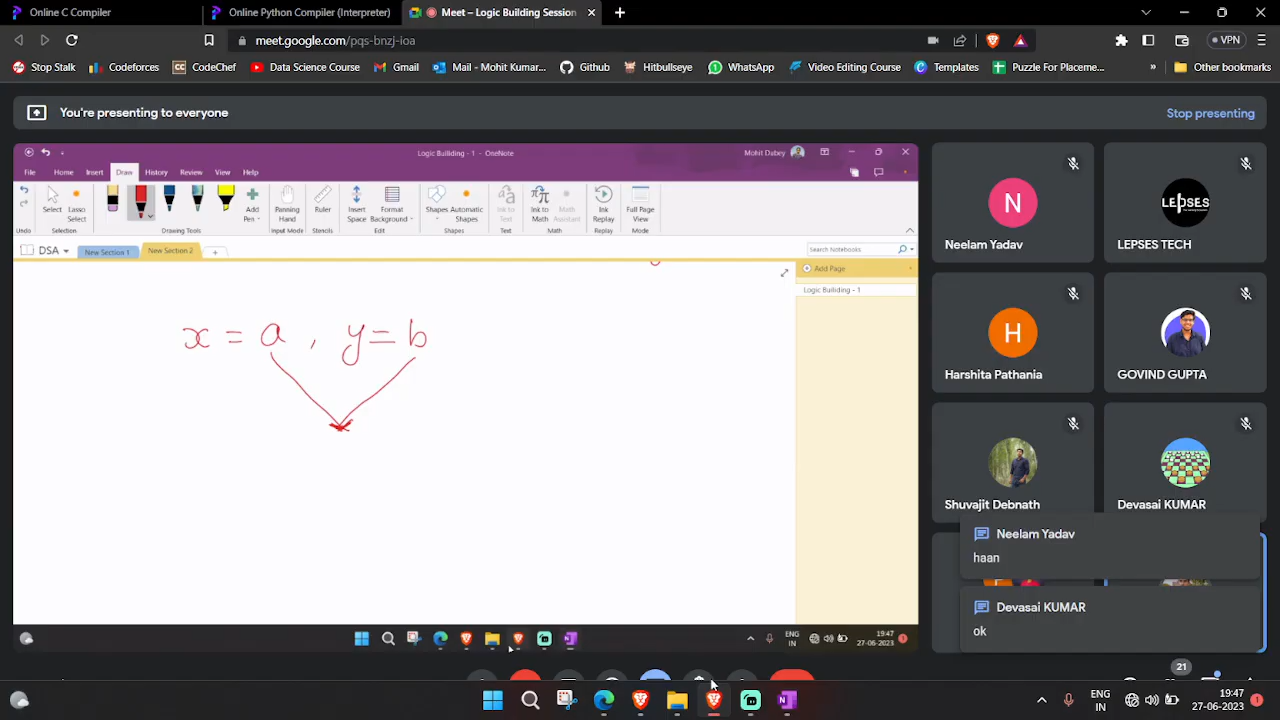 Online C Compiler
Online Python Compiler (Interpreter)
Meet – Logic Building Session
meet.google.com/pqs-bnzj-ioa
VPN
Stop Stalk
Codeforces
CodeChef
Data Science Course
Gmail
Mail - Mohit Kumar...
Github
Hitbullseye
WhatsApp
Video Editing Course
Templates
Puzzle For Placeme...
»
Other bookmarks
You're presenting to everyone
Stop presenting
Logic Builiding - 1 - OneNote
Mohit Dabey
File
Home
Insert
Draw
History
Review
View
Help
Select
Lasso Select
Add Pen
Panning Hand
Ruler
Insert Space
Format Background
Shapes
Automatic Shapes
Ink to Text
Ink to Math
Math Assistant
Ink Replay
Full Page View
Undo
Selection
Drawing Tools
Input Mode
Stencils
Edit
Shapes
Text
Math
Replay
Mode
DSA
New Section 1
New Section 2
Search Notebooks
Add Page
Logic Builiding - 1
x = a , y = b
N
Neelam Yadav
LEPSES
LEPSES TECH
H
Harshita Pathania
GOVIND GUPTA
Shuvajit Debnath
Devasai KUMAR
Neelam Yadav
haan
Devasai KUMAR
ok
ENG
IN
19:47
27-06-2023
21
ENG
IN
19:47
27-06-2023